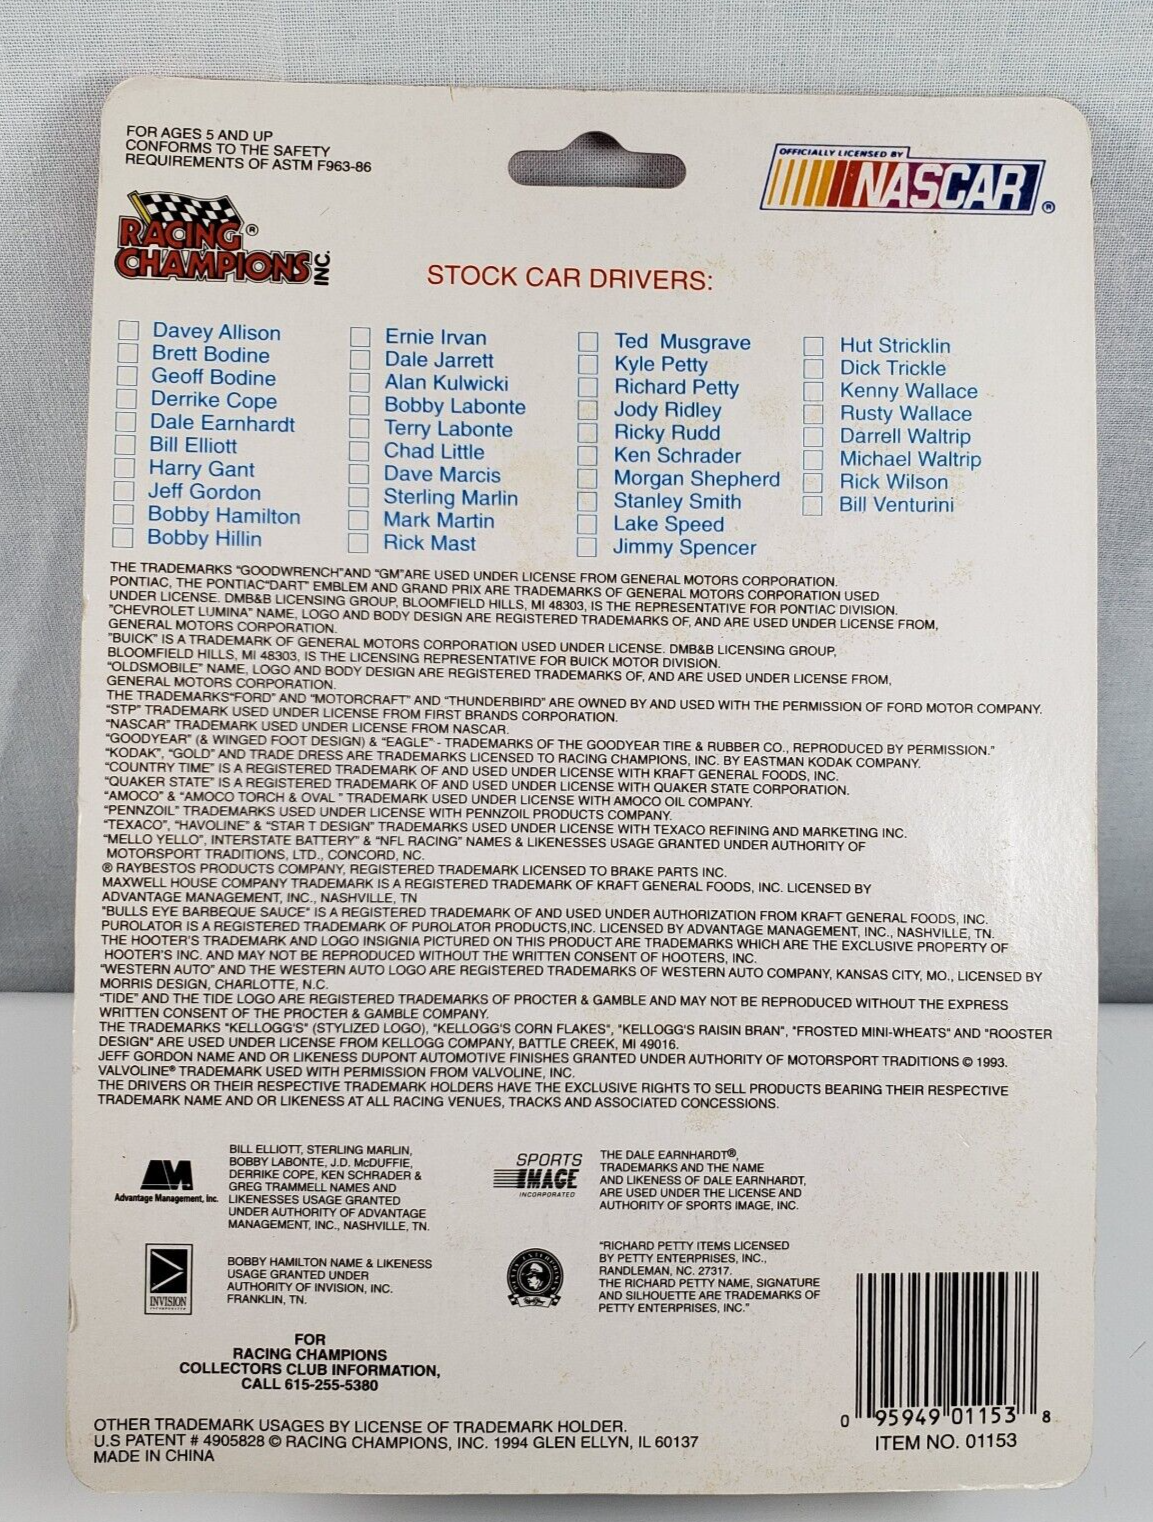 FOR AGES 5 AND UP
CONFORMS TO THE SAFETY
REQUIREMENTS OF ASTM F963-86
OFFICIALLY LICENSED BY
NASCAR ®
RACING ®
CHAMPIONS INC.
STOCK CAR DRIVERS:
Davey Allison
Brett Bodine
Geoff Bodine
Derrike Cope
Dale Earnhardt
Bill Elliott
Harry Gant
Jeff Gordon
Bobby Hamilton
Bobby Hillin
Ernie Irvan
Dale Jarrett
Alan Kulwicki
Bobby Labonte
Terry Labonte
Chad Little
Dave Marcis
Sterling Marlin
Mark Martin
Rick Mast
Ted Musgrave
Kyle Petty
Richard Petty
Jody Ridley
Ricky Rudd
Ken Schrader
Morgan Shepherd
Stanley Smith
Lake Speed
Jimmy Spencer
Hut Stricklin
Dick Trickle
Kenny Wallace
Rusty Wallace
Darrell Waltrip
Michael Waltrip
Rick Wilson
Bill Venturini
THE TRADEMARKS "GOODWRENCH"AND "GM"ARE USED UNDER LICENSE FROM GENERAL MOTORS CORPORATION.
PONTIAC, THE PONTIAC"DART" EMBLEM AND GRAND PRIX ARE TRADEMARKS OF GENERAL MOTORS CORPORATION USED
UNDER LICENSE. DMB&B LICENSING GROUP, BLOOMFIELD HILLS, MI 48303, IS THE REPRESENTATIVE FOR PONTIAC DIVISION.
"CHEVROLET LUMINA" NAME, LOGO AND BODY DESIGN ARE REGISTERED TRADEMARKS OF, AND ARE USED UNDER LICENSE FROM,
GENERAL MOTORS CORPORATION.
"BUICK" IS A TRADEMARK OF GENERAL MOTORS CORPORATION USED UNDER LICENSE. DMB&B LICENSING GROUP,
BLOOMFIELD HILLS, MI 48303, IS THE LICENSING REPRESENTATIVE FOR BUICK MOTOR DIVISION.
"OLDSMOBILE" NAME, LOGO AND BODY DESIGN ARE REGISTERED TRADEMARKS OF, AND ARE USED UNDER LICENSE FROM,
GENERAL MOTORS CORPORATION.
THE TRADEMARKS"FORD" AND "MOTORCRAFT" AND "THUNDERBIRD" ARE OWNED BY AND USED WITH THE PERMISSION OF FORD MOTOR COMPANY.
"STP" TRADEMARK USED UNDER LICENSE FROM FIRST BRANDS CORPORATION.
"NASCAR" TRADEMARK USED UNDER LICENSE FROM NASCAR.
"GOODYEAR" (& WINGED FOOT DESIGN) & "EAGLE" - TRADEMARKS OF THE GOODYEAR TIRE & RUBBER CO., REPRODUCED BY PERMISSION."
"KODAK", "GOLD" AND TRADE DRESS ARE TRADEMARKS LICENSED TO RACING CHAMPIONS, INC. BY EASTMAN KODAK COMPANY.
"COUNTRY TIME" IS A REGISTERED TRADEMARK OF AND USED UNDER LICENSE WITH KRAFT GENERAL FOODS, INC.
"QUAKER STATE" IS A REGISTERED TRADEMARK OF AND USED UNDER LICENSE WITH QUAKER STATE CORPORATION.
"AMOCO" & "AMOCO TORCH & OVAL " TRADEMARK USED UNDER LICENSE WITH AMOCO OIL COMPANY.
"PENNZOIL" TRADEMARKS USED UNDER LICENSE WITH PENNZOIL PRODUCTS COMPANY.
"TEXACO", "HAVOLINE" & "STAR T DESIGN" TRADEMARKS USED UNDER LICENSE WITH TEXACO REFINING AND MARKETING INC.
"MELLO YELLO", INTERSTATE BATTERY" & "NFL RACING" NAMES & LIKENESSES USAGE GRANTED UNDER AUTHORITY OF
MOTORSPORT TRADITIONS, LTD., CONCORD, NC.
® RAYBESTOS PRODUCTS COMPANY, REGISTERED TRADEMARK LICENSED TO BRAKE PARTS INC.
MAXWELL HOUSE COMPANY TRADEMARK IS A REGISTERED TRADEMARK OF KRAFT GENERAL FOODS, INC. LICENSED BY
ADVANTAGE MANAGEMENT, INC., NASHVILLE, TN
"BULLS EYE BARBEQUE SAUCE" IS A REGISTERED TRADEMARK OF AND USED UNDER AUTHORIZATION FROM KRAFT GENERAL FOODS, INC.
PUROLATOR IS A REGISTERED TRADEMARK OF PUROLATOR PRODUCTS,INC. LICENSED BY ADVANTAGE MANAGEMENT, INC., NASHVILLE, TN.
THE HOOTER'S TRADEMARK AND LOGO INSIGNIA PICTURED ON THIS PRODUCT ARE TRADEMARKS WHICH ARE THE EXCLUSIVE PROPERTY OF
HOOTER'S INC. AND MAY NOT BE REPRODUCED WITHOUT THE WRITTEN CONSENT OF HOOTERS, INC.
"WESTERN AUTO" AND THE WESTERN AUTO LOGO ARE REGISTERED TRADEMARKS OF WESTERN AUTO COMPANY, KANSAS CITY, MO., LICENSED BY
MORRIS DESIGN, CHARLOTTE, N.C.
"TIDE" AND THE TIDE LOGO ARE REGISTERED TRADEMARKS OF PROCTER & GAMBLE AND MAY NOT BE REPRODUCED WITHOUT THE EXPRESS
WRITTEN CONSENT OF THE PROCTER & GAMBLE COMPANY.
THE TRADEMARKS "KELLOGG'S" (STYLIZED LOGO), "KELLOGG'S CORN FLAKES", "KELLOGG'S RAISIN BRAN", "FROSTED MINI-WHEATS" AND "ROOSTER
DESIGN" ARE USED UNDER LICENSE FROM KELLOGG COMPANY, BATTLE CREEK, MI 49016.
JEFF GORDON NAME AND OR LIKENESS DUPONT AUTOMOTIVE FINISHES GRANTED UNDER AUTHORITY OF MOTORSPORT TRADITIONS © 1993.
VALVOLINE® TRADEMARK USED WITH PERMISSION FROM VALVOLINE, INC.
THE DRIVERS OR THEIR RESPECTIVE TRADEMARK HOLDERS HAVE THE EXCLUSIVE RIGHTS TO SELL PRODUCTS BEARING THEIR RESPECTIVE
TRADEMARK NAME AND OR LIKENESS AT ALL RACING VENUES, TRACKS AND ASSOCIATED CONCESSIONS.
AM
Advantage Management, Inc.
BILL ELLIOTT, STERLING MARLIN,
BOBBY LABONTE, J.D. McDUFFIE,
DERRIKE COPE, KEN SCHRADER &
GREG TRAMMELL NAMES AND
LIKENESSES USAGE GRANTED
UNDER AUTHORITY OF ADVANTAGE
MANAGEMENT, INC., NASHVILLE, TN.
SPORTS
IMAGE
INCORPORATED
THE DALE EARNHARDT®,
TRADEMARKS AND THE NAME
AND LIKENESS OF DALE EARNHARDT,
ARE USED UNDER THE LICENSE AND
AUTHORITY OF SPORTS IMAGE, INC.
INVISION
INCORPORATED
BOBBY HAMILTON NAME & LIKENESS
USAGE GRANTED UNDER
AUTHORITY OF INVISION, INC.
FRANKLIN, TN.
"RICHARD PETTY ITEMS LICENSED
BY PETTY ENTERPRISES, INC.,
RANDLEMAN, NC. 27317.
THE RICHARD PETTY NAME, SIGNATURE
AND SILHOUETTE ARE TRADEMARKS OF
PETTY ENTERPRISES, INC."
FOR
RACING CHAMPIONS
COLLECTORS CLUB INFORMATION,
CALL 615-255-5380
OTHER TRADEMARK USAGES BY LICENSE OF TRADEMARK HOLDER.
U.S PATENT # 4905828 © RACING CHAMPIONS, INC. 1994 GLEN ELLYN, IL 60137
MADE IN CHINA
0 95949 01153 8
ITEM NO. 01153